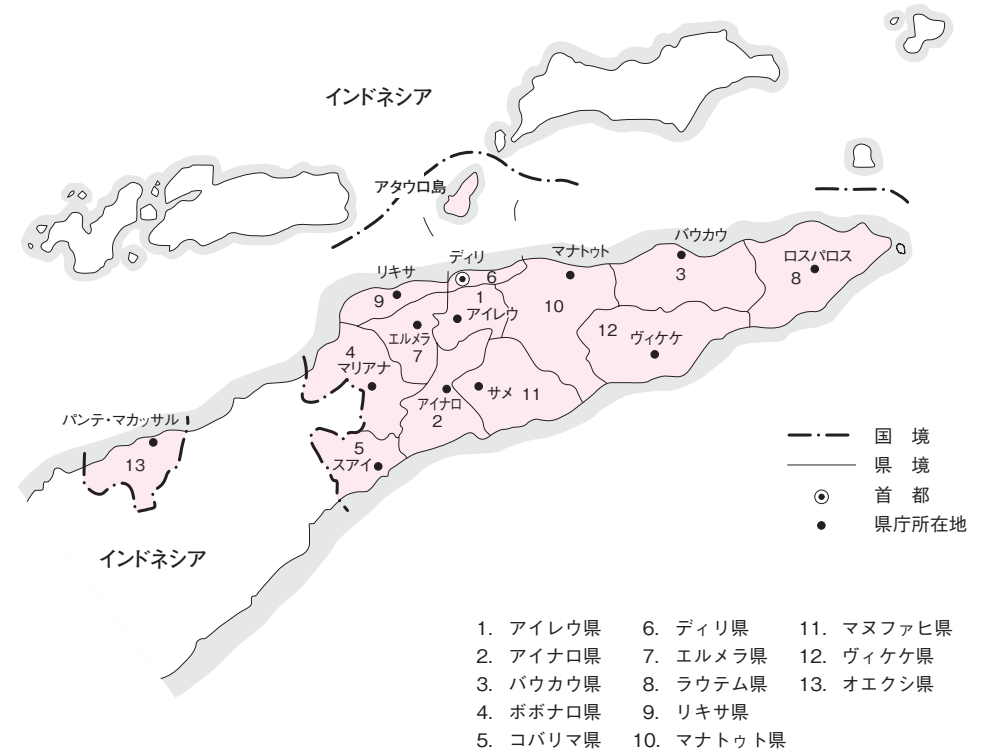 インドネシア
アタウロ島
バウカウ
マナトゥト
ディリ
ロスパロス
リキサ
6
3
8
9
1
10
アイレウ
12
エルメラ
ヴィケケ
4
7
マリアナ
サメ 11
アイナロ
2
パンテ・マカッサル
5
スアイ
13
インドネシア
国 境
県 境
首 都
県庁所在地
1. アイレウ県 6. ディリ県 11. マヌファヒ県
2. アイナロ県 7. エルメラ県 12. ヴィケケ県
3. バウカウ県 8. ラウテム県 13. オエクシ県
4. ボボナロ県 9. リキサ県
5. コバリマ県 10. マナトゥト県